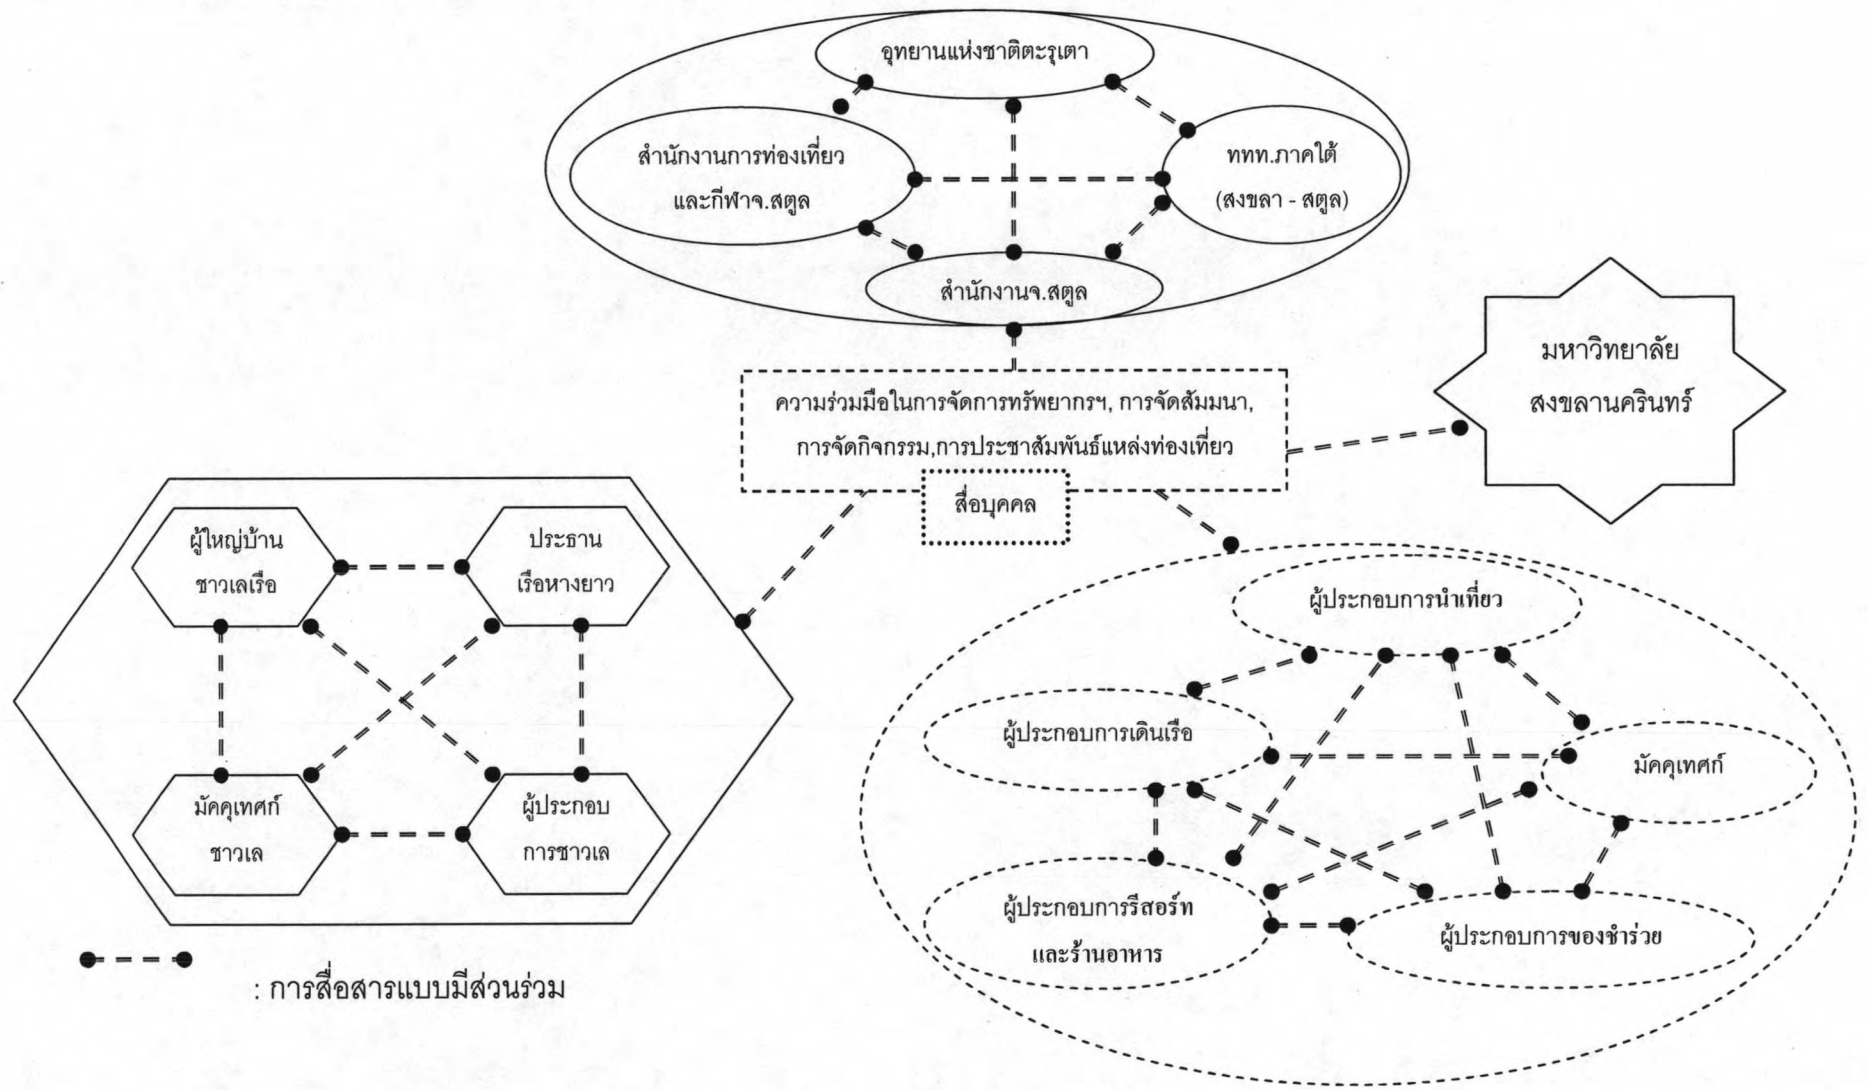 อุทยานแห่งชาติตะรุเตา
สำนักงานการท่องเที่ยว
และกีฬาจ.สตูล
ททท.ภาคใต้
(สงขลา - สตูล)
สำนักงานจ.สตูล
มหาวิทยาลัย
สงขลานครินทร์
ความร่วมมือในการจัดการทรัพยากรฯ, การจัดสัมมนา,
การจัดกิจกรรม,การประชาสัมพันธ์แหล่งท่องเที่ยว
สื่อบุคคล
ผู้ใหญ่บ้าน
ชาวเลเรือ
ประธาน
เรือหางยาว
มัคคุเทศก์
ชาวเล
ผู้ประกอบ
การชาวเล
ผู้ประกอบการนำเที่ยว
ผู้ประกอบการเดินเรือ
มัคคุเทศก์
ผู้ประกอบการรีสอร์ท
และร้านอาหาร
ผู้ประกอบการของชำร่วย
: การสื่อสารแบบมีส่วนร่วม